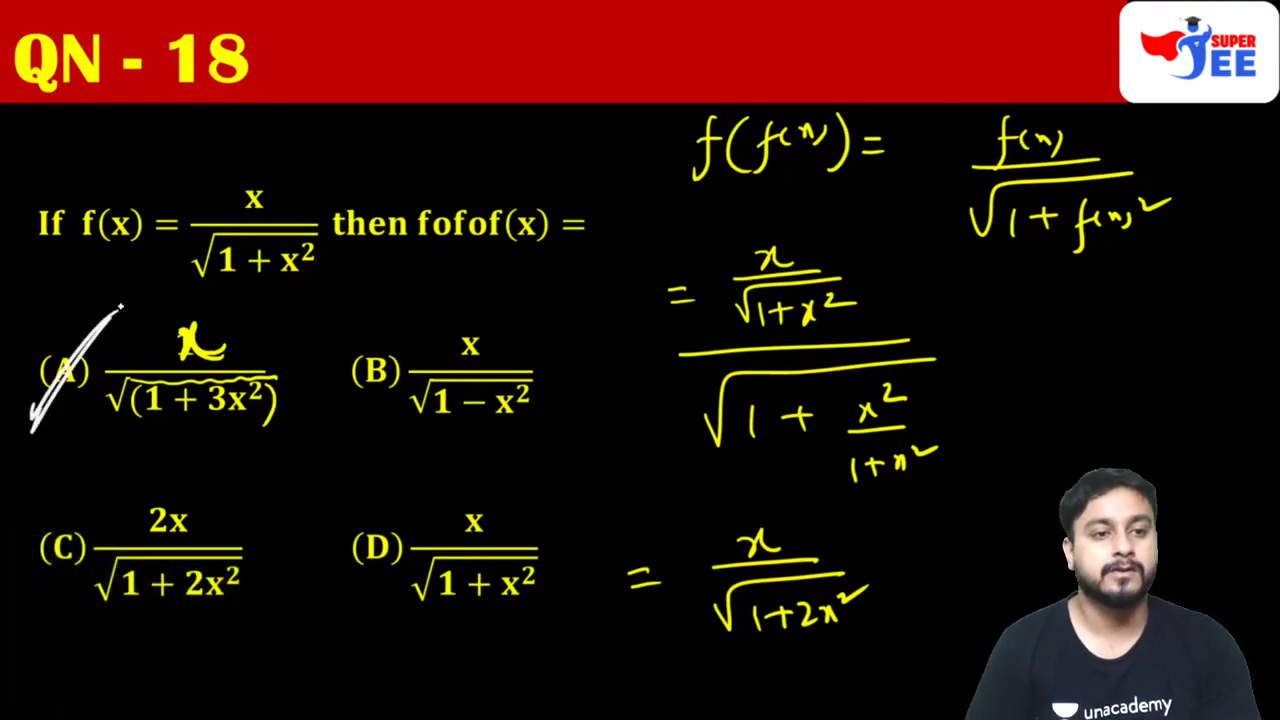 QN - 18
SUPER
JEE
If f(x) = x/√(1 + x²) then fofof(x) =
(A) x/√((1 + 3x²))
(B) x/√(1 − x²)
(C) 2x/√(1 + 2x²)
(D) x/√(1 + x²)
f(f(x)) = f(x)/√(1 + f(x)²)
= (x/√(1+x²))/√(1 + x²/(1+x²))
= x/√(1+2x²)
unacademy